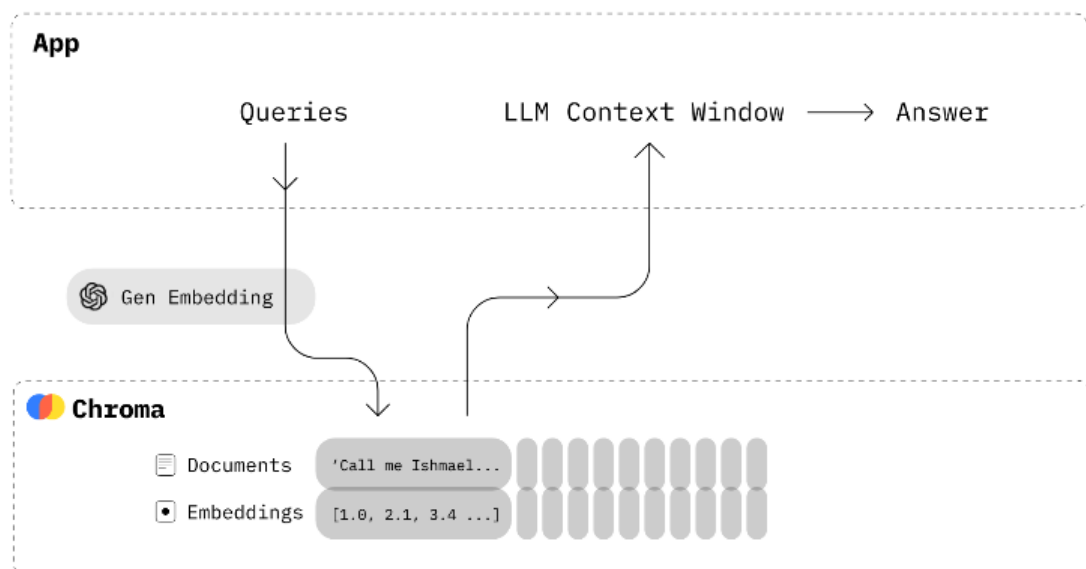 App
Queries
LLM Context Window
Answer
Gen Embedding
Chroma
Documents
'Call me Ishmael...
Embeddings
[1.0, 2.1, 3.4 ...]